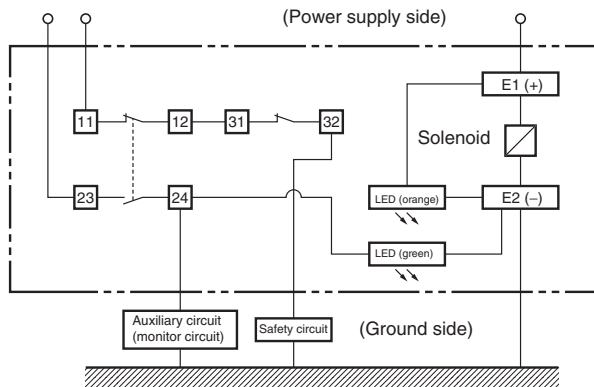 (Power supply side)
E1 (+)
11
12
31
32
Solenoid
23
24
LED (orange)
E2 (−)
LED (green)
Auxiliary circuit
(monitor circuit)
Safety circuit
(Ground side)